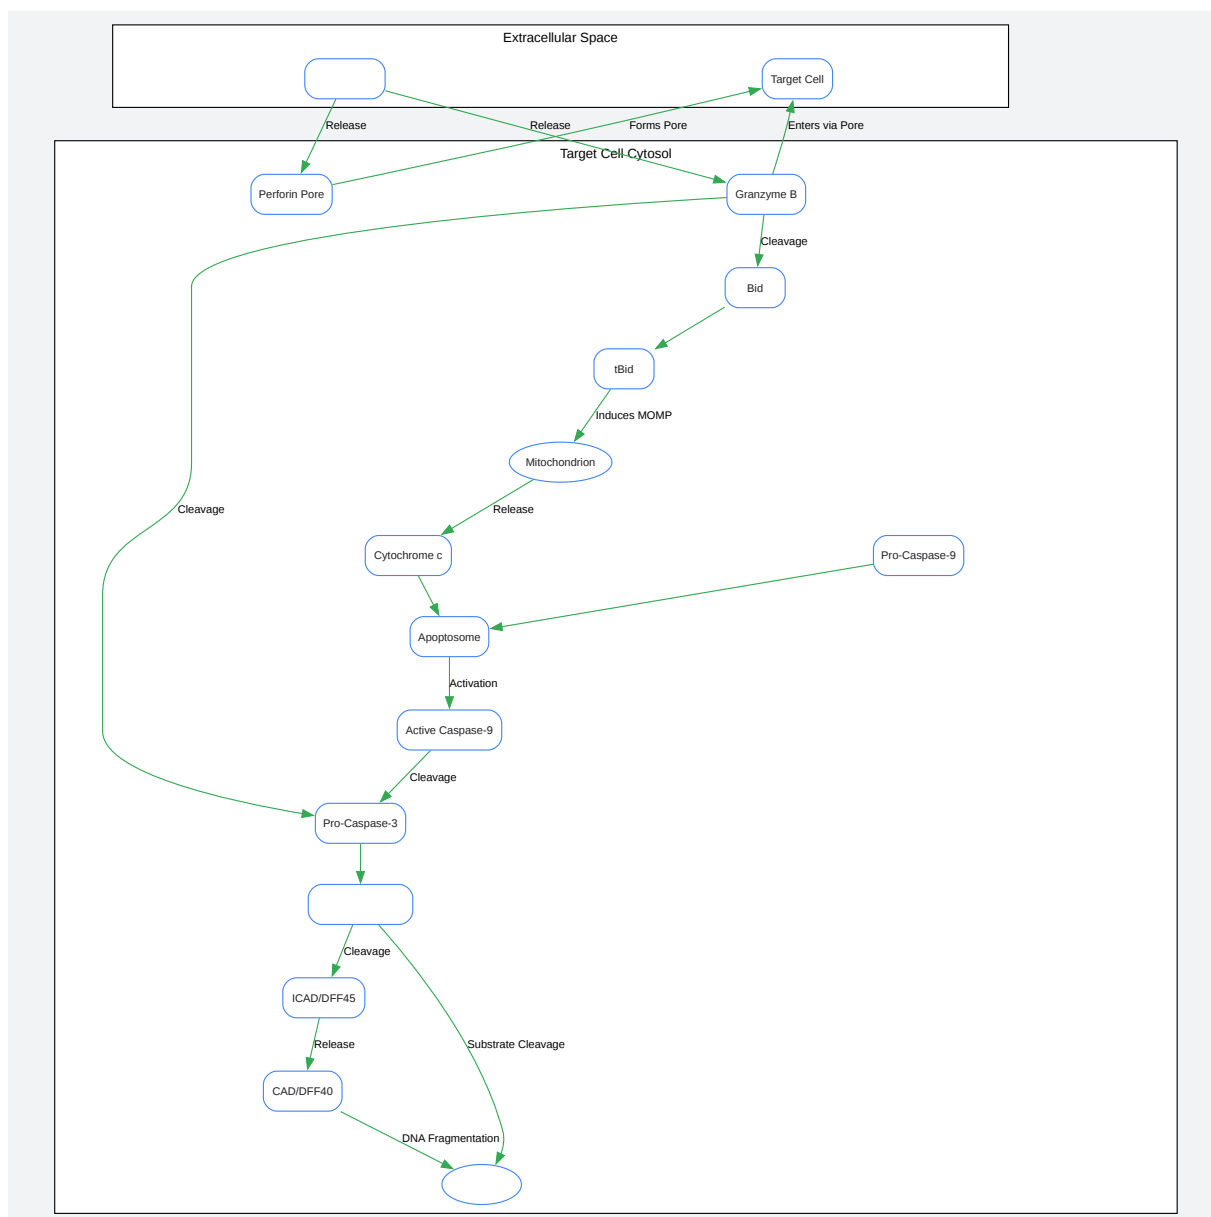 Extracellular Space
Target Cell
Release
Release
Forms Pore
Enters via Pore
Target Cell Cytosol
Perforin Pore
Granzyme B
Cleavage
Bid
tBid
Induces MOMP
Mitochondrion
Cleavage
Release
Cytochrome c
Pro-Caspase-9
Apoptosome
Activation
Active Caspase-9
Cleavage
Pro-Caspase-3
Cleavage
ICAD/DFF45
Release
Substrate Cleavage
CAD/DFF40
DNA Fragmentation